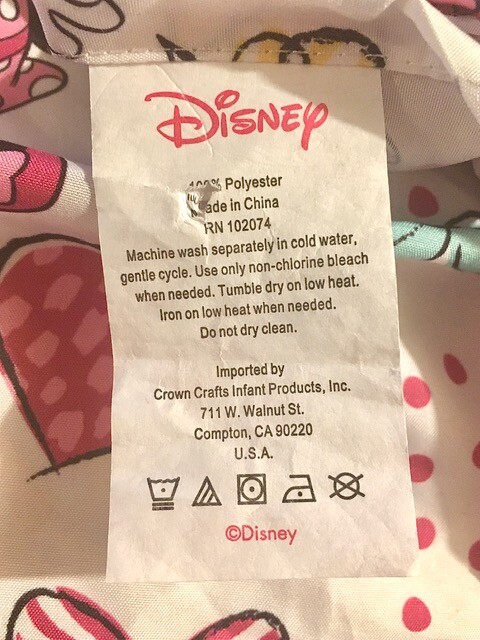 Disney
100% Polyester
Made in China
RN 102074
Machine wash separately in cold water,
gentle cycle. Use only non-chlorine bleach
when needed. Tumble dry on low heat.
Iron on low heat when needed.
Do not dry clean.
Imported by
Crown Crafts Infant Products, Inc.
711 W. Walnut St.
Compton, CA 90220
U.S.A.
©Disney